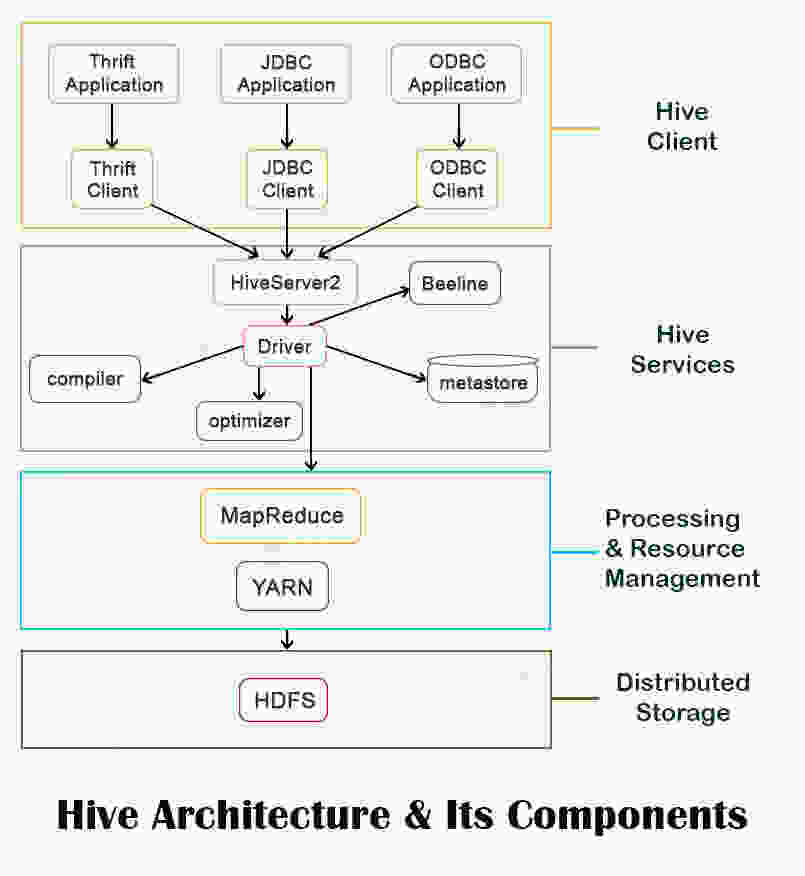 Thrift
Application
JDBC
Application
ODBC
Application
Hive
Client
Thrift
Client
JDBC
Client
ODBC
Client
HiveServer2
Beeline
Driver
Hive
Services
compiler
metastore
optimizer
MapReduce
YARN
Processing
& Resource
Management
HDFS
Distributed
Storage
Hive Architecture & Its Components